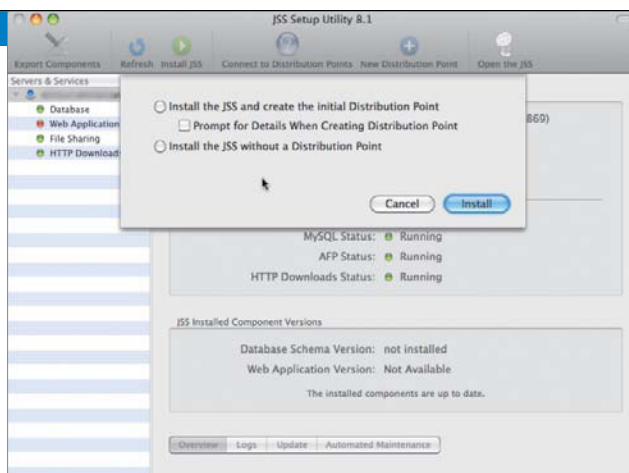 JSS Setup Utility 8.1
Export Components Refresh Install JSS Connect to Distribution Points New Distribution Point Open the JSS
Servers & Services
Database
Web Application
File Sharing
HTTP Downloads
Install the JSS and create the initial Distribution Point
Prompt for Details When Creating Distribution Point
Install the JSS without a Distribution Point
869)
Cancel Install
MySQL Status: Running
AFP Status: Running
HTTP Downloads Status: Running
JSS Installed Component Versions
Database Schema Version: not installed
Web Application Version: Not Available
The installed components are up to date.
Overview Logs Update Automated Maintenance